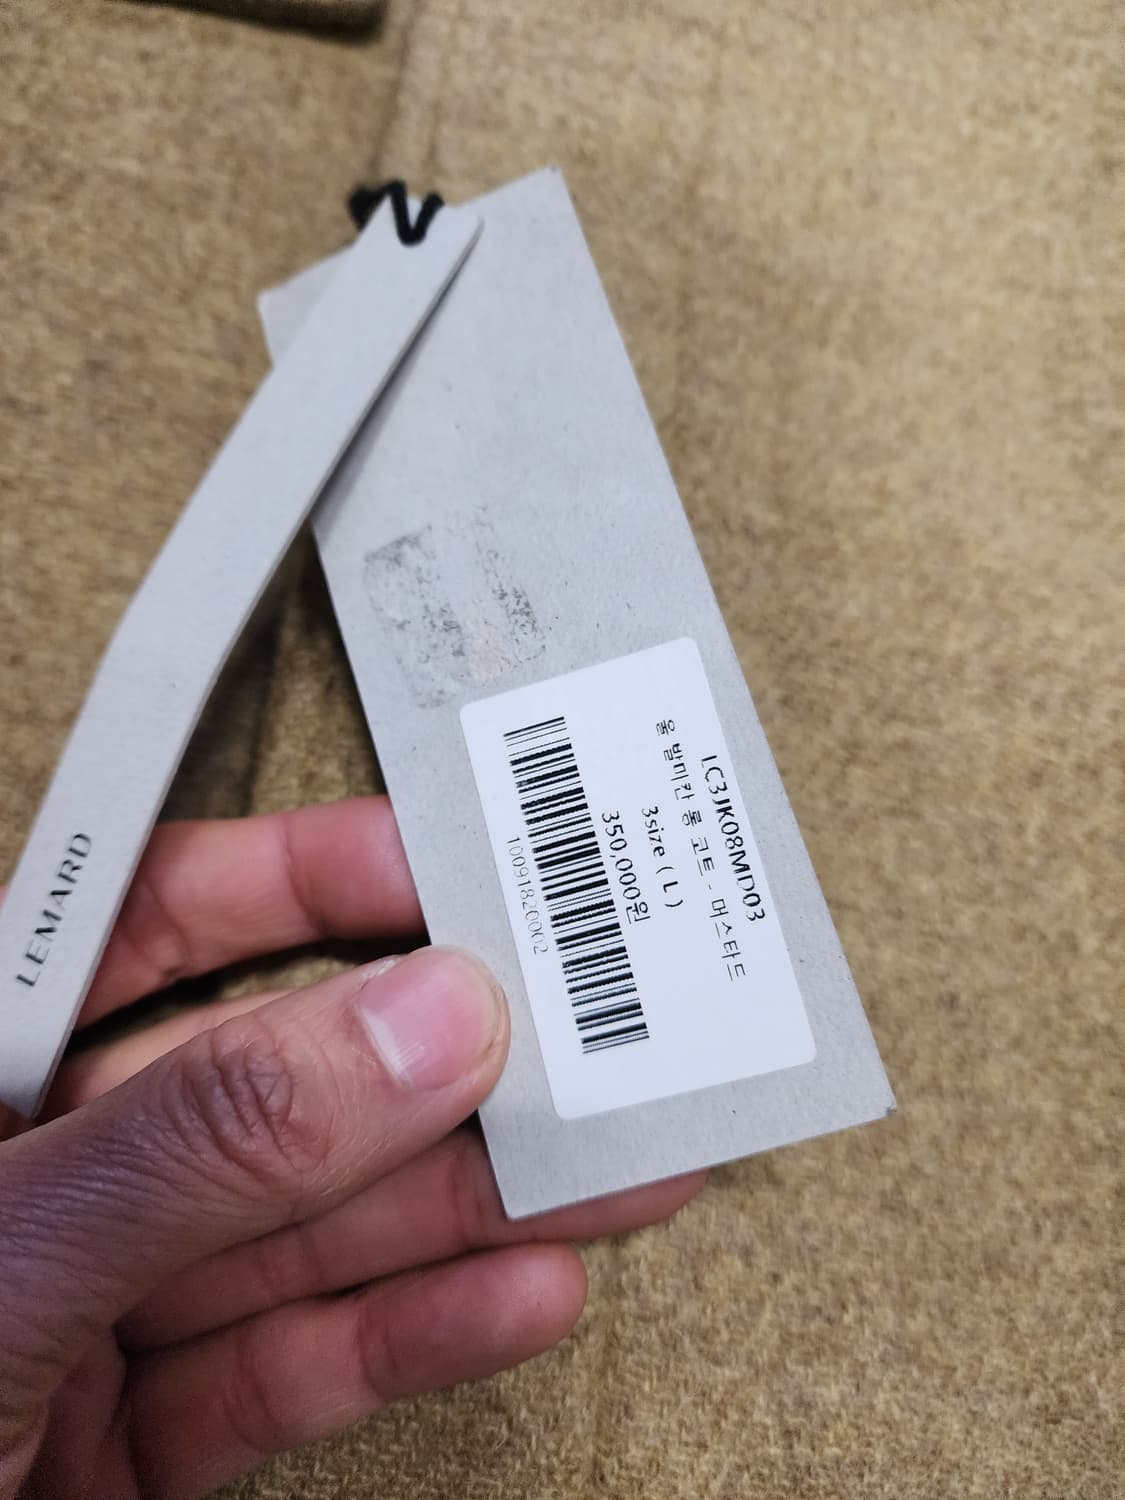 LEMARD
LC3JK08MD03
울 발마칸 롱 코트 - 머스타드
3size ( L )
350,000원
10091820002